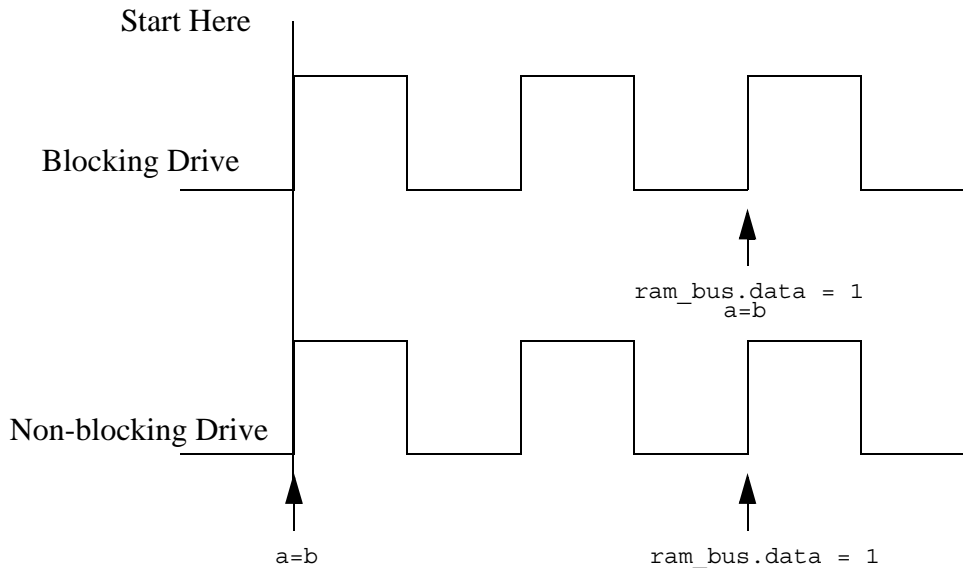 Start Here
Blocking Drive
ram_bus.data = 1
a=b
Non-blocking Drive
a=b
ram_bus.data = 1